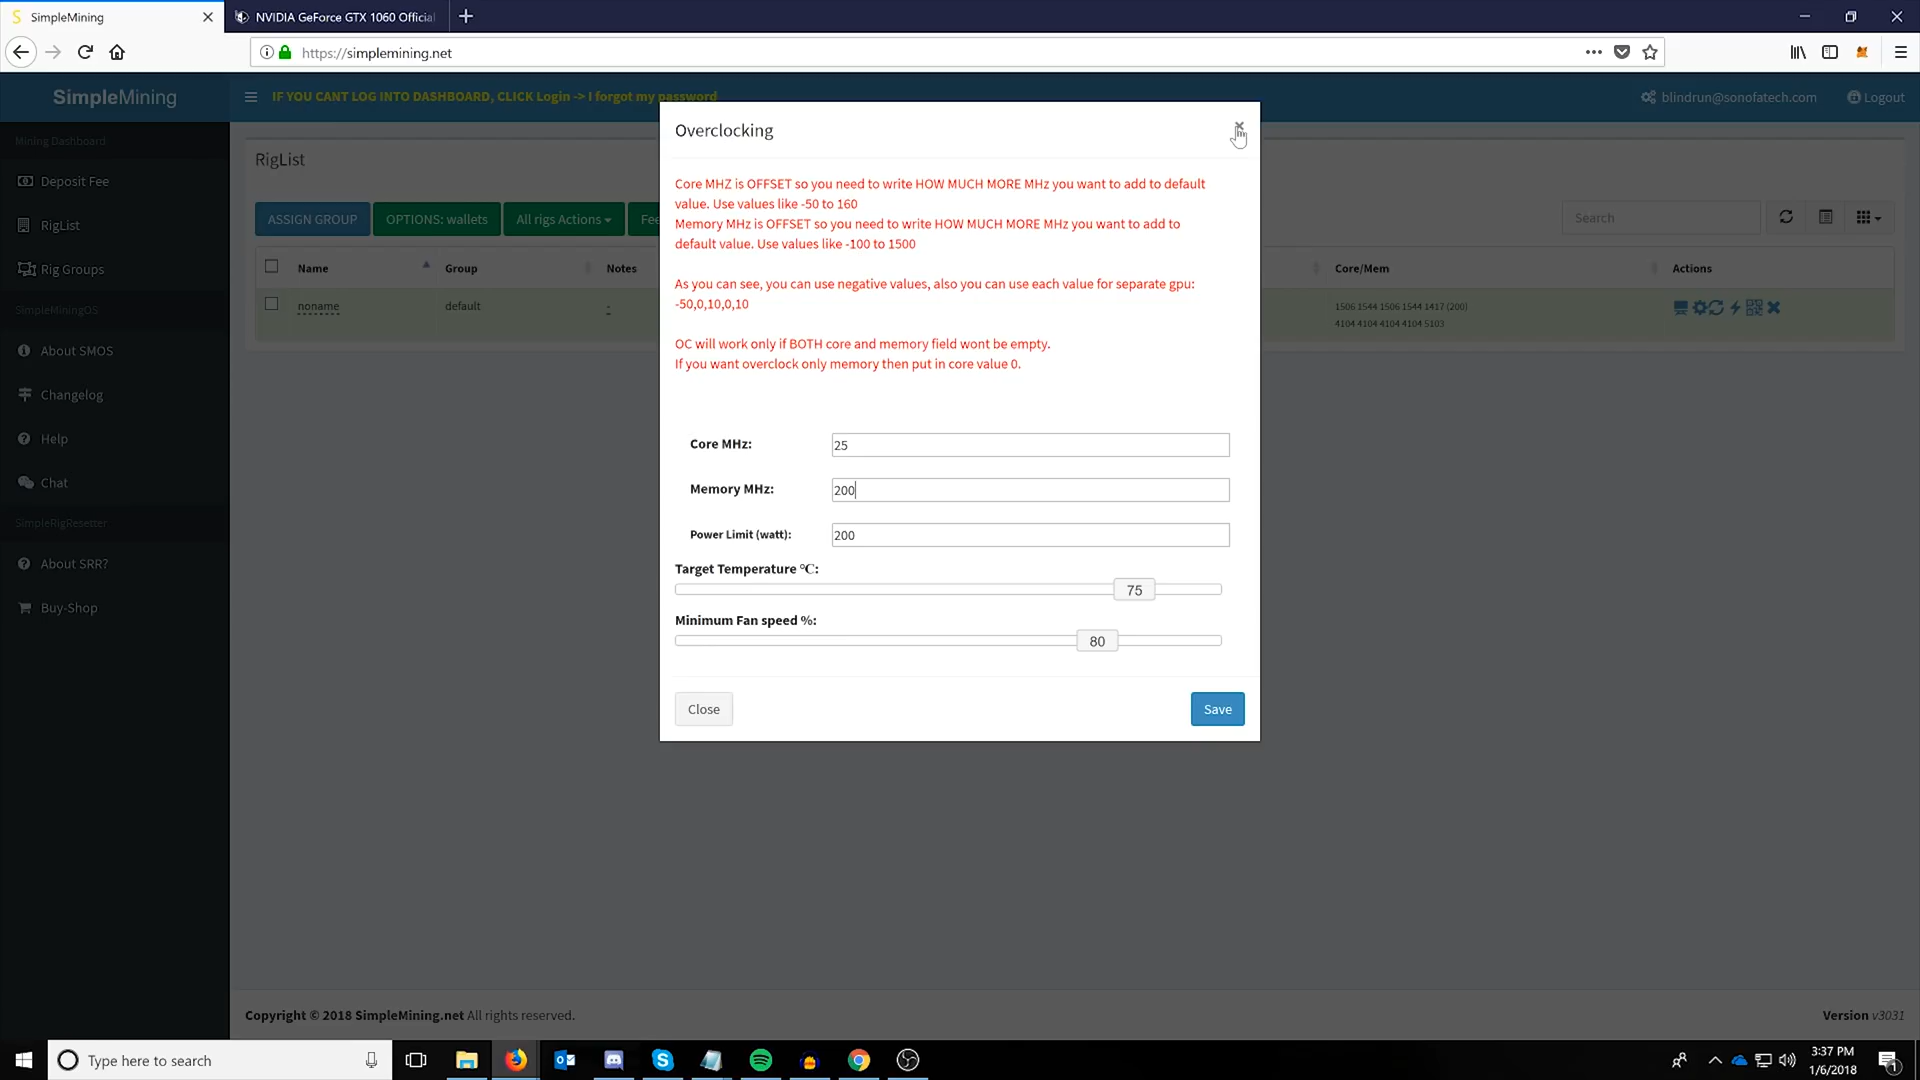 SimpleMining
NVIDIA GeForce GTX 1060 Official
https://simplemining.net
SimpleMining
IF YOU CANT LOG INTO DASHBOARD, CLICK Login -> I forgot my password
blindrun@sonofatech.com
Logout
Mining Dashboard
Deposit Fee
RigList
Rig Groups
SimpleMiningOS
About SMOS
Changelog
Help
Chat
SimpleRigResetter
About SRR?
Buy-Shop
RigList
ASSIGN GROUP
OPTIONS: wallets
All rigs Actions
Fee
Search
Name
Group
Notes
Core/Mem
Actions
noname
default
-
1506 1544 1506 1544 1417 (200)
4104 4104 4104 4104 5103
Overclocking
×
Core MHZ is OFFSET so you need to write HOW MUCH MORE MHz you want to add to default
value. Use values like -50 to 160
Memory MHz is OFFSET so you need to write HOW MUCH MORE MHz you want to add to
default value. Use values like -100 to 1500
As you can see, you can use negative values, also you can use each value for separate gpu:
-50,0,10,0,10
OC will work only if BOTH core and memory field wont be empty.
If you want overclock only memory then put in core value 0.
Core MHz:
25
Memory MHz:
200
Power Limit (watt):
200
Target Temperature °C:
75
Minimum Fan speed %:
80
Close
Save
Copyright © 2018 SimpleMining.net All rights reserved.
Version v3031
Type here to search
3:37 PM
1/6/2018
1